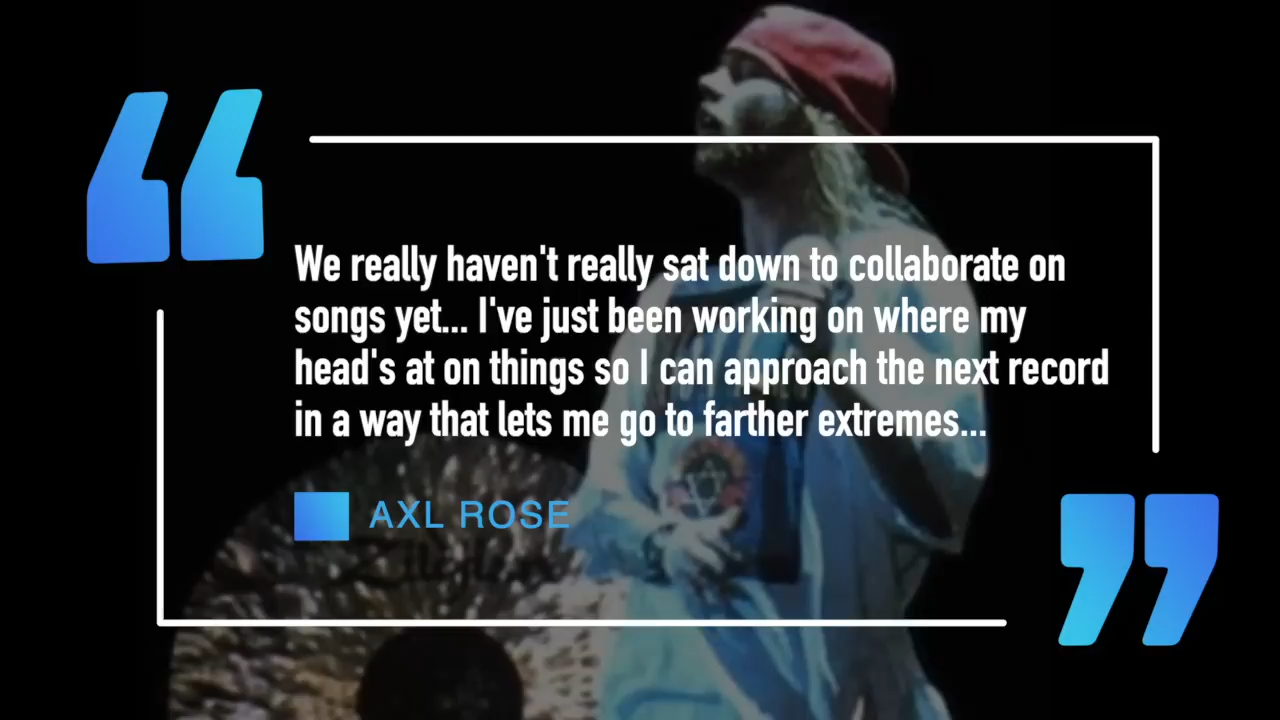 We really haven't really sat down to collaborate on
songs yet... I've just been working on where my
head's at on things so I can approach the next record
in a way that lets me go to farther extremes...
AXL ROSE